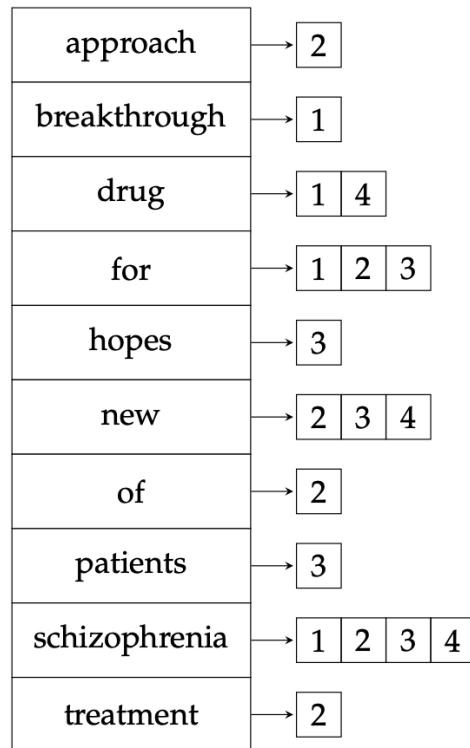 approach 2
breakthrough 1
drug 1 4
for 1 2 3
hopes 3
new 2 3 4
of 2
patients 3
schizophrenia 1 2 3 4
treatment 2